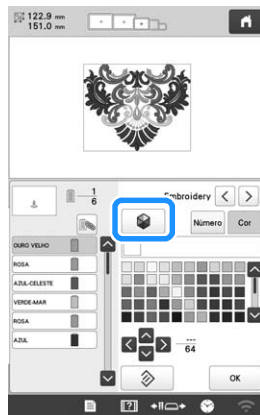 122.9 mm
151.0 mm
1
6
Embroidery
Número
Cor
OURO VELHO
ROSA
AZUL-CELESTE
VERDE-MAR
ROSA
AZUL
---
64
OK